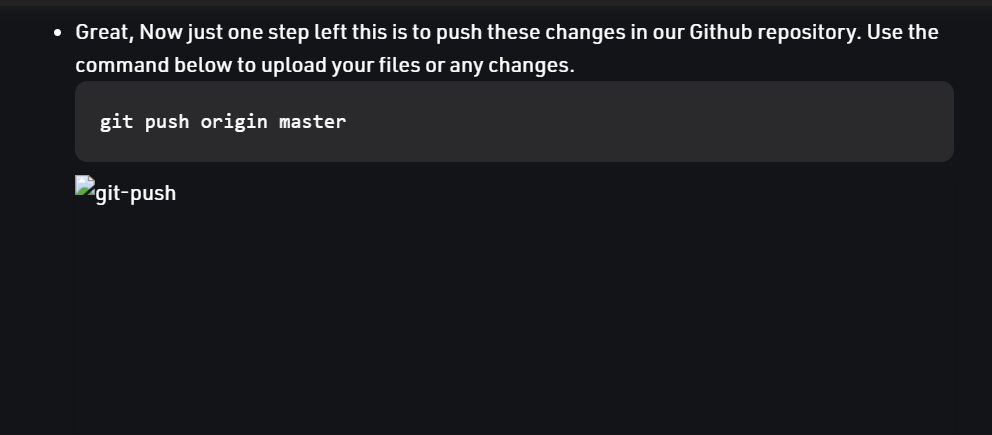 Great, Now just one step left this is to push these changes in our Github repository. Use the
command below to upload your files or any changes.
git push origin master
git-push